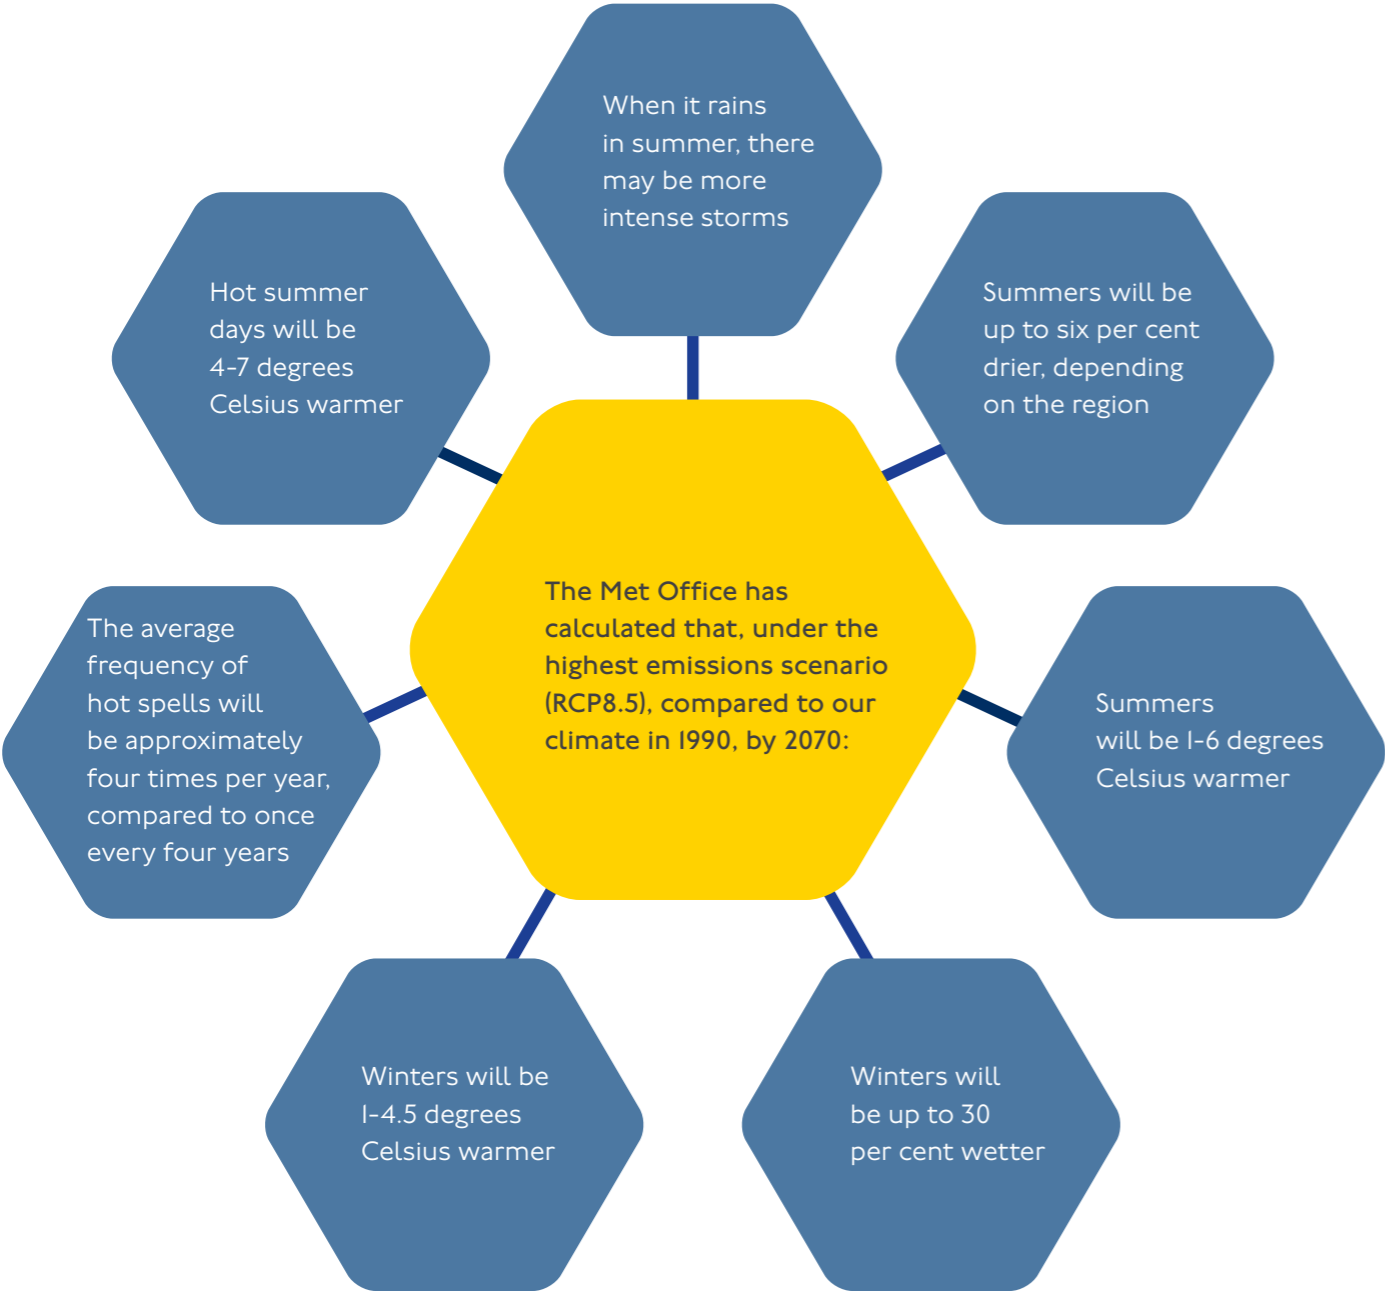 When it rains
in summer, there
may be more
intense storms
Hot summer
days will be
4-7 degrees
Celsius warmer
Summers will be
up to six per cent
drier, depending
on the region
The Met Office has
calculated that, under the
highest emissions scenario
(RCP8.5), compared to our
climate in 1990, by 2070:
The average
frequency of
hot spells will
be approximately
four times per year,
compared to once
every four years
Summers
will be 1-6 degrees
Celsius warmer
Winters will be
1-4.5 degrees
Celsius warmer
Winters will
be up to 30
per cent wetter